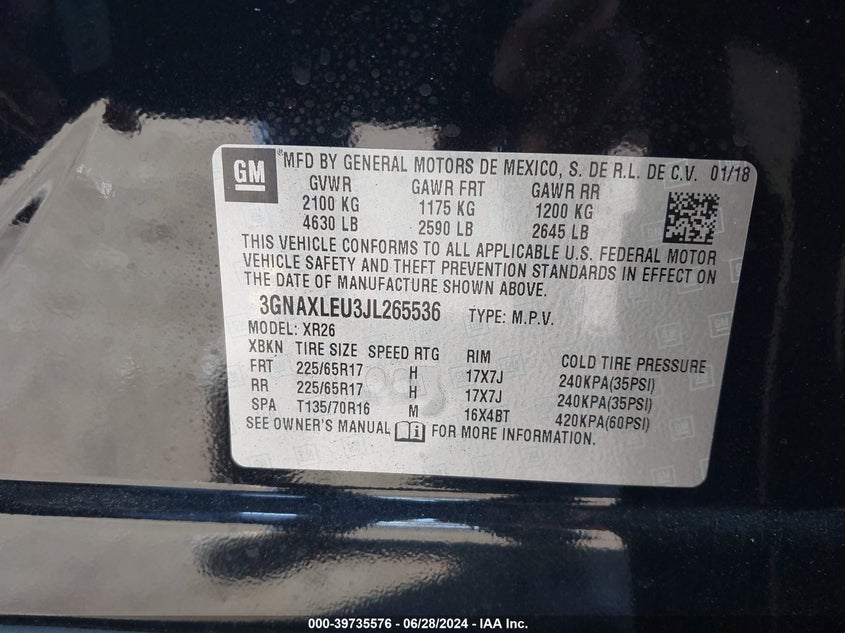 GM
® MFD BY GENERAL MOTORS DE MEXICO, S. DE R.L. DE C.V. 01/18
GVWR GAWR FRT GAWR RR
2100 KG 1175 KG 1200 KG
4630 LB 2590 LB 2645 LB
THIS VEHICLE CONFORMS TO ALL APPLICABLE U.S. FEDERAL MOTOR
VEHICLE SAFETY AND THEFT PREVENTION STANDARDS IN EFFECT ON
THE DATE OF MANUFACTURE SHOWN ABOVE.
3GNAXLEU3JL265536 TYPE: M.P.V.
MODEL: XR26
XBKN TIRE SIZE SPEED RTG RIM COLD TIRE PRESSURE
FRT 225/65R17 H 17X7J 240KPA(35PSI)
RR 225/65R17 H 17X7J 240KPA(35PSI)
SPA T135/70R16 M 16X4BT 420KPA(60PSI)
SEE OWNER'S MANUAL FOR MORE INFORMATION.
000-39735576 / 06/28/2024 - IAA Inc.